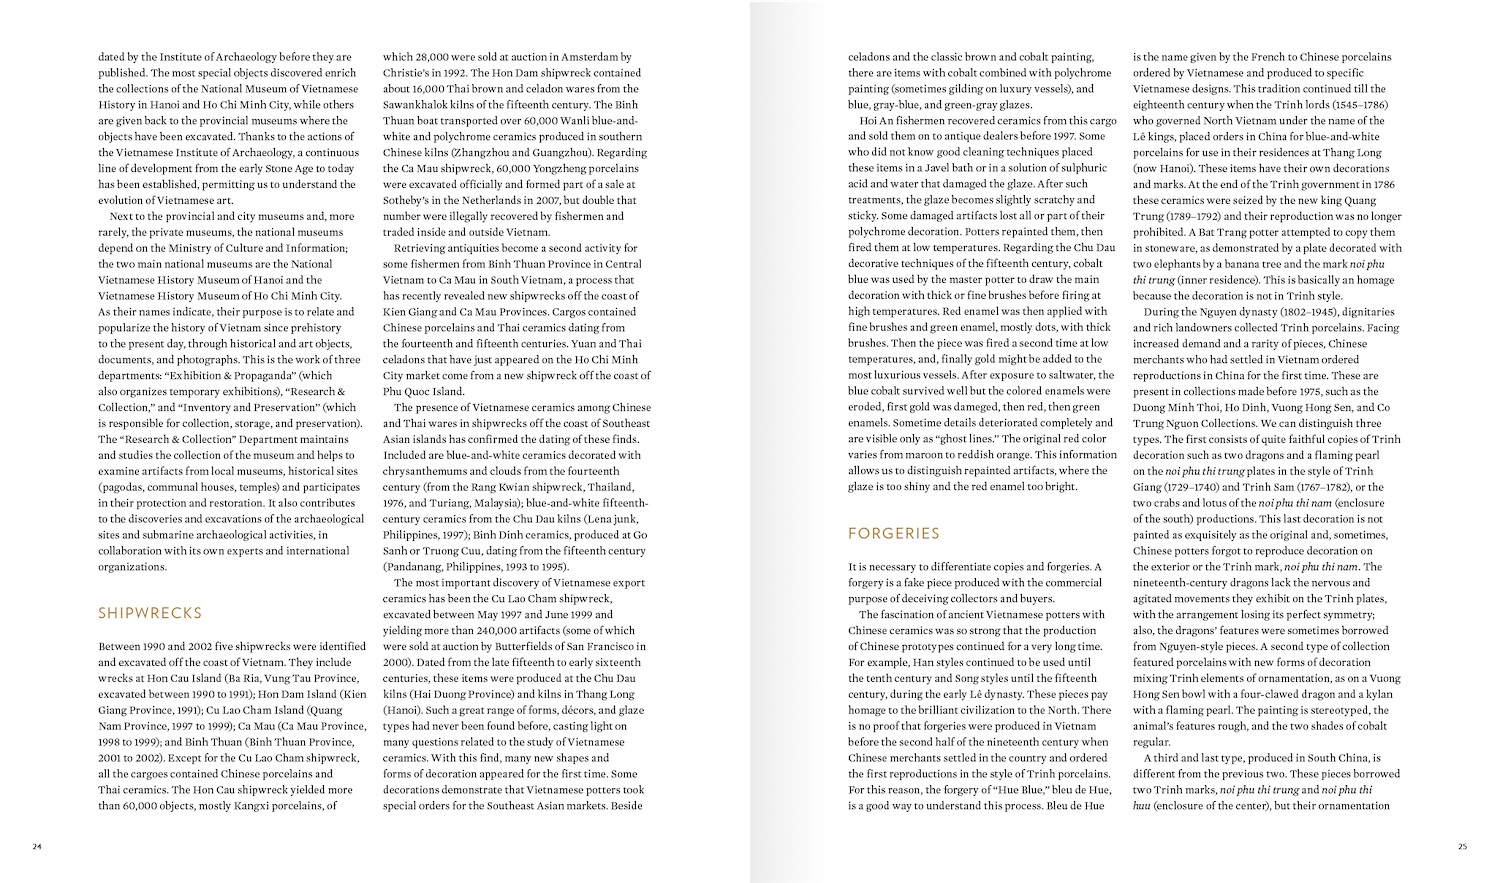 dated by the Institute of Archaeology before they are
published. The most special objects discovered enrich
the collections of the National Museum of Vietnamese
History in Hanoi and Ho Chi Minh City, while others
are given back to the provincial museums where the
objects have been excavated. Thanks to the actions of
the Vietnamese Institute of Archaeology, a continuous
line of development from the early Stone Age to today
has been established, permitting us to understand the
evolution of Vietnamese art.
Next to the provincial and city museums and, more
rarely, the private museums, the national museums
depend on the Ministry of Culture and Information;
the two main national museums are the National
Vietnamese History Museum of Hanoi and the
Vietnamese History Museum of Ho Chi Minh City.
As their names indicate, their purpose is to relate and
popularize the history of Vietnam since prehistory
to the present day, through historical and art objects,
documents, and photographs. This is the work of three
departments: “Exhibition & Propaganda” (which
also organizes temporary exhibitions), “Research &
Collection,” and “Inventory and Preservation” (which
is responsible for collection, storage, and preservation).
The “Research & Collection” Department maintains
and studies the collection of the museum and helps to
examine artifacts from local museums, historical sites
(pagodas, communal houses, temples) and participates
in their protection and restoration. It also contributes
to the discoveries and excavations of the archaeological
sites and submarine archaeological activities, in
collaboration with its own experts and international
organizations.
SHIPWRECKS
Between 1990 and 2002 five shipwrecks were identified
and excavated off the coast of Vietnam. They include
wrecks at Hon Cau Island (Ba Ria, Vung Tau Province,
excavated between 1990 to 1991); Hon Dam Island (Kien
Giang Province, 1991); Cu Lao Cham Island (Quang
Nam Province, 1997 to 1999); Ca Mau (Ca Mau Province,
1998 to 1999); and Binh Thuan (Binh Thuan Province,
2001 to 2002). Except for the Cu Lao Cham shipwreck,
all the cargoes contained Chinese porcelains and
Thai ceramics. The Hon Cau shipwreck yielded more
than 60,000 objects, mostly Kangxi porcelains, of
which 28,000 were sold at auction in Amsterdam by
Christie’s in 1992. The Hon Dam shipwreck contained
about 16,000 Thai brown and celadon wares from the
Sawankhalok kilns of the fifteenth century. The Binh
Thuan boat transported over 60,000 Wanli blue-and-
white and polychrome ceramics produced in southern
Chinese kilns (Zhangzhou and Guangzhou). Regarding
the Ca Mau shipwreck, 60,000 Yongzheng porcelains
were excavated officially and formed part of a sale at
Sotheby’s in the Netherlands in 2007, but double that
number were illegally recovered by fishermen and
traded inside and outside Vietnam.
Retrieving antiquities become a second activity for
some fishermen from Binh Thuan Province in Central
Vietnam to Ca Mau in South Vietnam, a process that
has recently revealed new shipwrecks off the coast of
Kien Giang and Ca Mau Provinces. Cargos contained
Chinese porcelains and Thai ceramics dating from
the fourteenth and fifteenth centuries. Yuan and Thai
celadons that have just appeared on the Ho Chi Minh
City market come from a new shipwreck off the coast of
Phu Quoc Island.
The presence of Vietnamese ceramics among Chinese
and Thai wares in shipwrecks off the coast of Southeast
Asian islands has confirmed the dating of these finds.
Included are blue-and-white ceramics decorated with
chrysanthemums and clouds from the fourteenth
century (from the Rang Kwian shipwreck, Thailand,
1976, and Turiang, Malaysia); blue-and-white fifteenth-
century ceramics from the Chu Dau kilns (Lena junk,
Philippines, 1997); Binh Dinh ceramics, produced at Go
Sanh or Truong Cuu, dating from the fifteenth century
(Pandanang, Philippines, 1993 to 1995).
The most important discovery of Vietnamese export
ceramics has been the Cu Lao Cham shipwreck,
excavated between May 1997 and June 1999 and
yielding more than 240,000 artifacts (some of which
were sold at auction by Butterfields of San Francisco in
2000). Dated from the late fifteenth to early sixteenth
centuries, these items were produced at the Chu Dau
kilns (Hai Duong Province) and kilns in Thang Long
(Hanoi). Such a great range of forms, décors, and glaze
types had never been found before, casting light on
many questions related to the study of Vietnamese
ceramics. With this find, many new shapes and
forms of decoration appeared for the first time. Some
decorations demonstrate that Vietnamese potters took
special orders for the Southeast Asian markets. Beside
24
celadons and the classic brown and cobalt painting,
there are items with cobalt combined with polychrome
painting (sometimes gilding on luxury vessels), and
blue, gray-blue, and green-gray glazes.
Hoi An fishermen recovered ceramics from this cargo
and sold them on to antique dealers before 1997. Some
who did not know good cleaning techniques placed
these items in a Javel bath or in a solution of sulphuric
acid and water that damaged the glaze. After such
treatments, the glaze becomes slightly scratchy and
sticky. Some damaged artifacts lost all or part of their
polychrome decoration. Potters repainted them, then
fired them at low temperatures. Regarding the Chu Dau
decorative techniques of the fifteenth century, cobalt
blue was used by the master potter to draw the main
decoration with thick or fine brushes before firing at
high temperatures. Red enamel was then applied with
fine brushes and green enamel, mostly dots, with thick
brushes. Then the piece was fired a second time at low
temperatures, and, finally gold might be added to the
most luxurious vessels. After exposure to saltwater, the
blue cobalt survived well but the colored enamels were
eroded, first gold was dameged, then red, then green
enamels. Sometime details deteriorated completely and
are visible only as “ghost lines.” The original red color
varies from maroon to reddish orange. This information
allows us to distinguish repainted artifacts, where the
glaze is too shiny and the red enamel too bright.
FORGERIES
It is necessary to differentiate copies and forgeries. A
forgery is a fake piece produced with the commercial
purpose of deceiving collectors and buyers.
The fascination of ancient Vietnamese potters with
Chinese ceramics was so strong that the production
of Chinese prototypes continued for a very long time.
For example, Han styles continued to be used until
the tenth century and Song styles until the fifteenth
century, during the early Lê dynasty. These pieces pay
homage to the brilliant civilization to the North. There
is no proof that forgeries were produced in Vietnam
before the second half of the nineteenth century when
Chinese merchants settled in the country and ordered
the first reproductions in the style of Trinh porcelains.
For this reason, the forgery of “Hue Blue,” bleu de Hue,
is a good way to understand this process. Bleu de Hue
is the name given by the French to Chinese porcelains
ordered by Vietnamese and produced to specific
Vietnamese designs. This tradition continued till the
eighteenth century when the Trinh lords (1545–1786)
who governed North Vietnam under the name of the
Lê kings, placed orders in China for blue-and-white
porcelains for use in their residences at Thang Long
(now Hanoi). These items have their own decorations
and marks. At the end of the Trinh government in 1786
these ceramics were seized by the new king Quang
Trung (1789–1792) and their reproduction was no longer
prohibited. A Bat Trang potter attempted to copy them
in stoneware, as demonstrated by a plate decorated with
two elephants by a banana tree and the mark noi phu
thi trung (inner residence). This is basically an homage
because the decoration is not in Trinh style.
During the Nguyen dynasty (1802–1945), dignitaries
and rich landowners collected Trinh porcelains. Facing
increased demand and a rarity of pieces, Chinese
merchants who had settled in Vietnam ordered
reproductions in China for the first time. These are
present in collections made before 1975, such as the
Duong Minh Thoi, Ho Dinh, Vuong Hong Sen, and Co
Trung Nguon Collections. We can distinguish three
types. The first consists of quite faithful copies of Trinh
decoration such as two dragons and a flaming pearl
on the noi phu thi trung plates in the style of Trinh
Giang (1729–1740) and Trinh Sam (1767–1782), or the
two crabs and lotus of the noi phu thi nam (enclosure
of the south) productions. This last decoration is not
painted as exquisitely as the original and, sometimes,
Chinese potters forgot to reproduce decoration on
the exterior or the Trinh mark, noi phu thi nam. The
nineteenth-century dragons lack the nervous and
agitated movements they exhibit on the Trinh plates,
with the arrangement losing its perfect symmetry;
also, the dragons’ features were sometimes borrowed
from Nguyen-style pieces. A second type of collection
featured porcelains with new forms of decoration
mixing Trinh elements of ornamentation, as on a Vuong
Hong Sen bowl with a four-clawed dragon and a kylan
with a flaming pearl. The painting is stereotyped, the
animal’s features rough, and the two shades of cobalt
regular.
A third and last type, produced in South China, is
different from the previous two. These pieces borrowed
two Trinh marks, noi phu thi trung and noi phu thi
huu (enclosure of the center), but their ornamentation
25